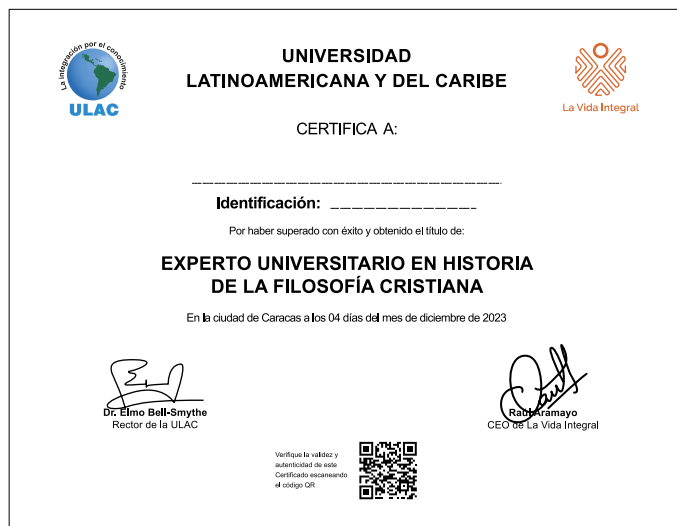 La integración por el conocimiento
ULAC
UNIVERSIDAD
LATINOAMERICANA Y DEL CARIBE
La Vida Integral
CERTIFICA A:
Identificación:
Por haber superado con éxito y obtenido el título de:
EXPERTO UNIVERSITARIO EN HISTORIA
DE LA FILOSOFÍA CRISTIANA
En la ciudad de Caracas a los 04 días del mes de diciembre de 2023
Dr. Elmo Bell-Smythe
Rector de la ULAC
Raúl Aramayo
CEO de La Vida Integral
Verifique la validez y
autenticidad de este
Certificado escaneando
el código QR